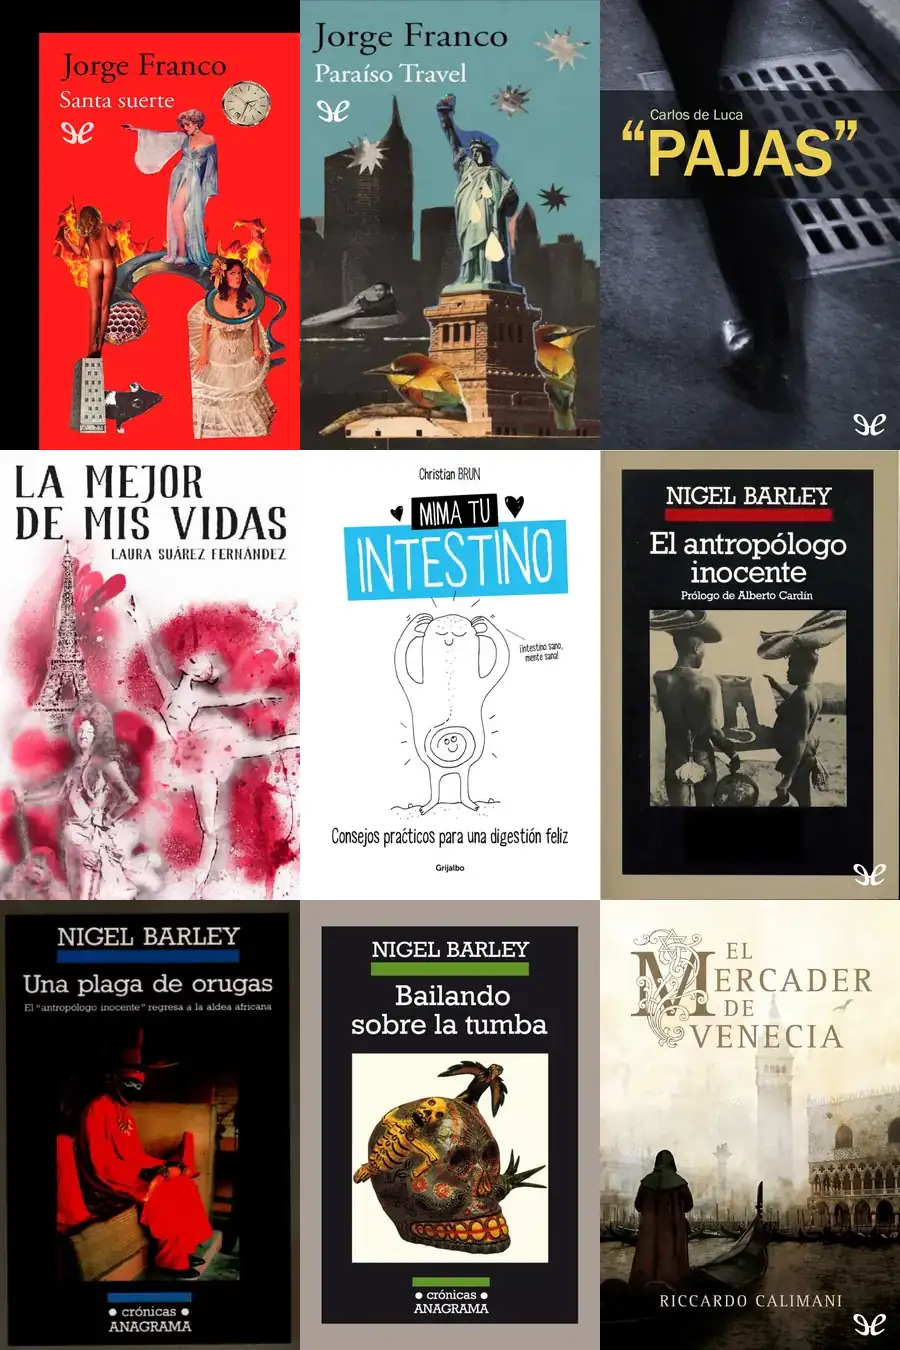 Jorge Franco
Santa suerte
Jorge Franco
Paraíso Travel
Carlos de Luca
“PAJAS”
LA MEJOR
DE MIS VIDAS
LAURA SUÁREZ FERNÁNDEZ
Christian BRUN
MIMA TU
INTESTINO
¡Intestino sano,
mente sana!
Consejos prácticos para una digestión feliz
Grijalbo
NIGEL BARLEY
El antropólogo
inocente
Prólogo de Alberto Cardín
NIGEL BARLEY
Una plaga de orugas
El "antropólogo inocente" regresa a la aldea africana
crónicas
ANAGRAMA
NIGEL BARLEY
Bailando
sobre la tumba
crónicas
ANAGRAMA
EL
MERCADER
DE
VENECIA
RICCARDO CALIMANI